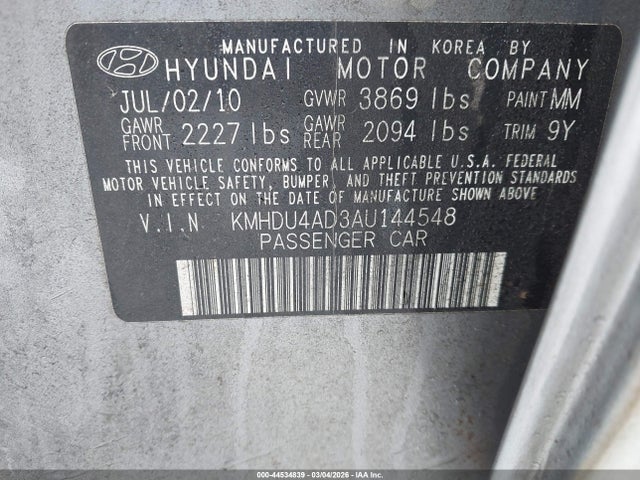 MANUFACTURED IN KOREA BY
HYUNDAI MOTOR COMPANY
JUL/02/10 GVWR 3869 lbs PAINT MM
GAWR FRONT 2227 lbs GAWR REAR 2094 lbs TRIM 9Y
THIS VEHICLE CONFORMS TO ALL APPLICABLE U.S.A. FEDERAL
MOTOR VEHICLE SAFETY, BUMPER, AND THEFT PREVENTION STANDARDS
IN EFFECT ON THE DATE OF MANUFACTURE SHOWN ABOVE
V.I.N KMHDU4AD3AU144548
PASSENGER CAR
000-44534839 - 03/04/2026 - IAAI.COM